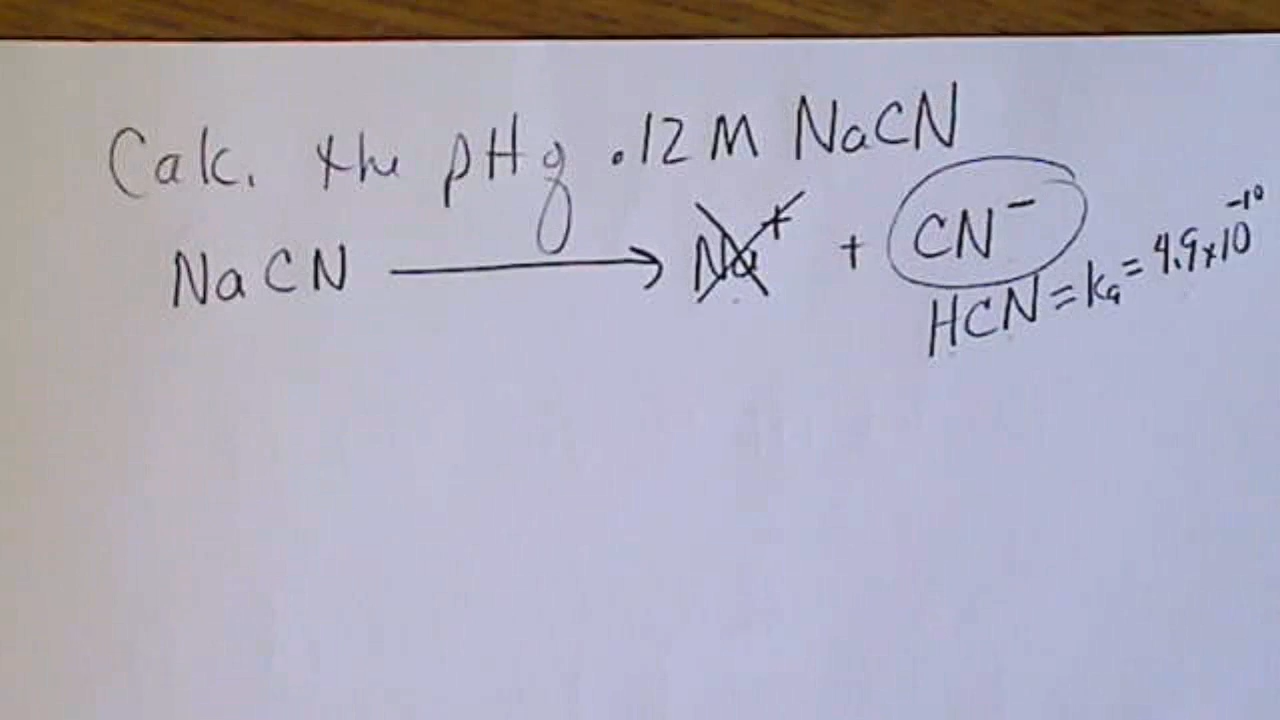 Calc. the pH of .12 M NaCN
NaCN → Na⁺ + CN⁻
HCN = ka = 4.9x10⁻¹⁰